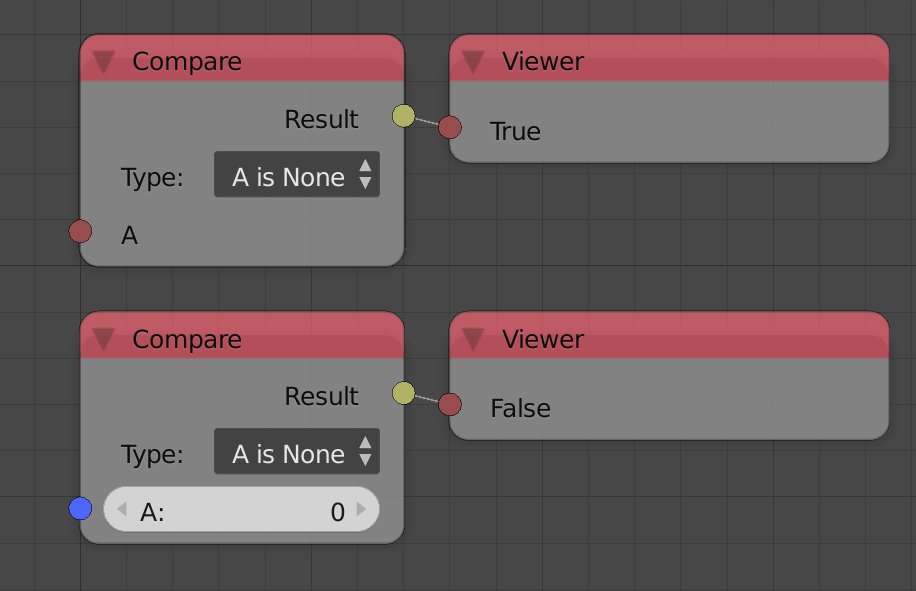 Compare
Viewer
Result
True
Type: A is None
A
Compare
Viewer
Result
False
Type: A is None
A: 0